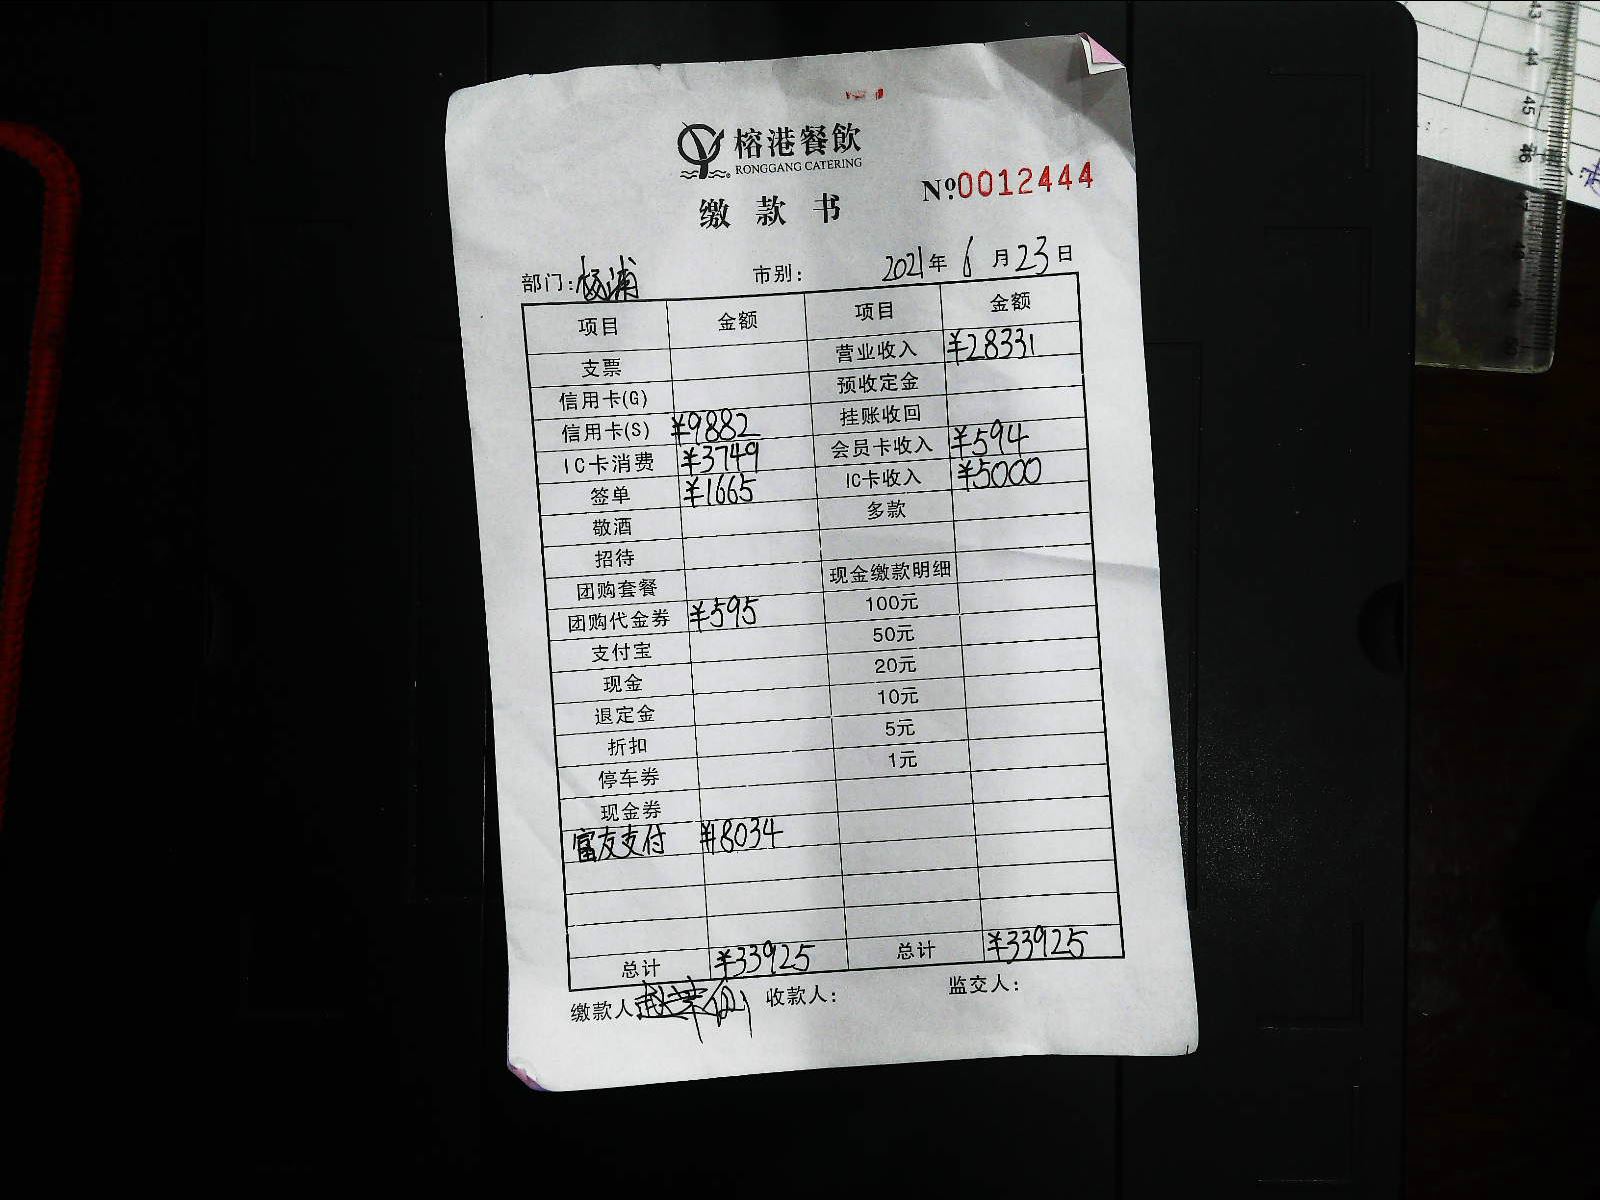 榕港餐飲
RONGGANG CATERING
缴款书
№0012444
部门:杨浦 市别: 2021年6月23日
项目 金额 项目 金额
支票 营业收入 ¥28331
信用卡(G) 预收定金
信用卡(S) ¥9882 挂账收回
IC卡消费 ¥3749 会员卡收入 ¥594
签单 ¥1665 IC卡收入 ¥5000
敬酒 多款
招待
团购套餐 现金缴款明细
团购代金券 ¥595 100元
支付宝 50元
现金 20元
退定金 10元
折扣 5元
停车券 1元
现金券
富友支付 ¥18034
总计 ¥33925 总计 ¥33925
缴款人 收款人: 监交人:
43
44
45
46